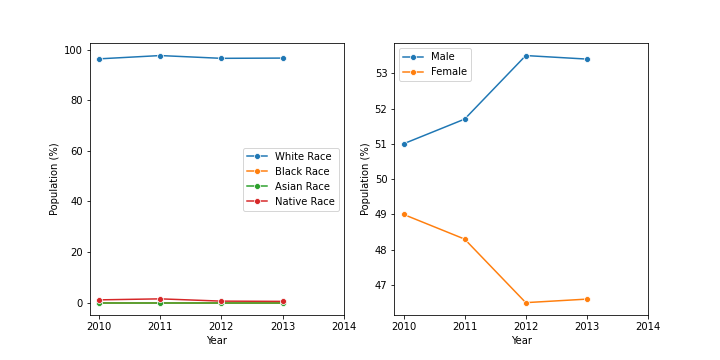 100
80
60
40
20
0
Population (%)
2010 2011 2012 2013 2014
Year
White Race
Black Race
Asian Race
Native Race
53
52
51
50
49
48
47
Population (%)
2010 2011 2012 2013 2014
Year
Male
Female